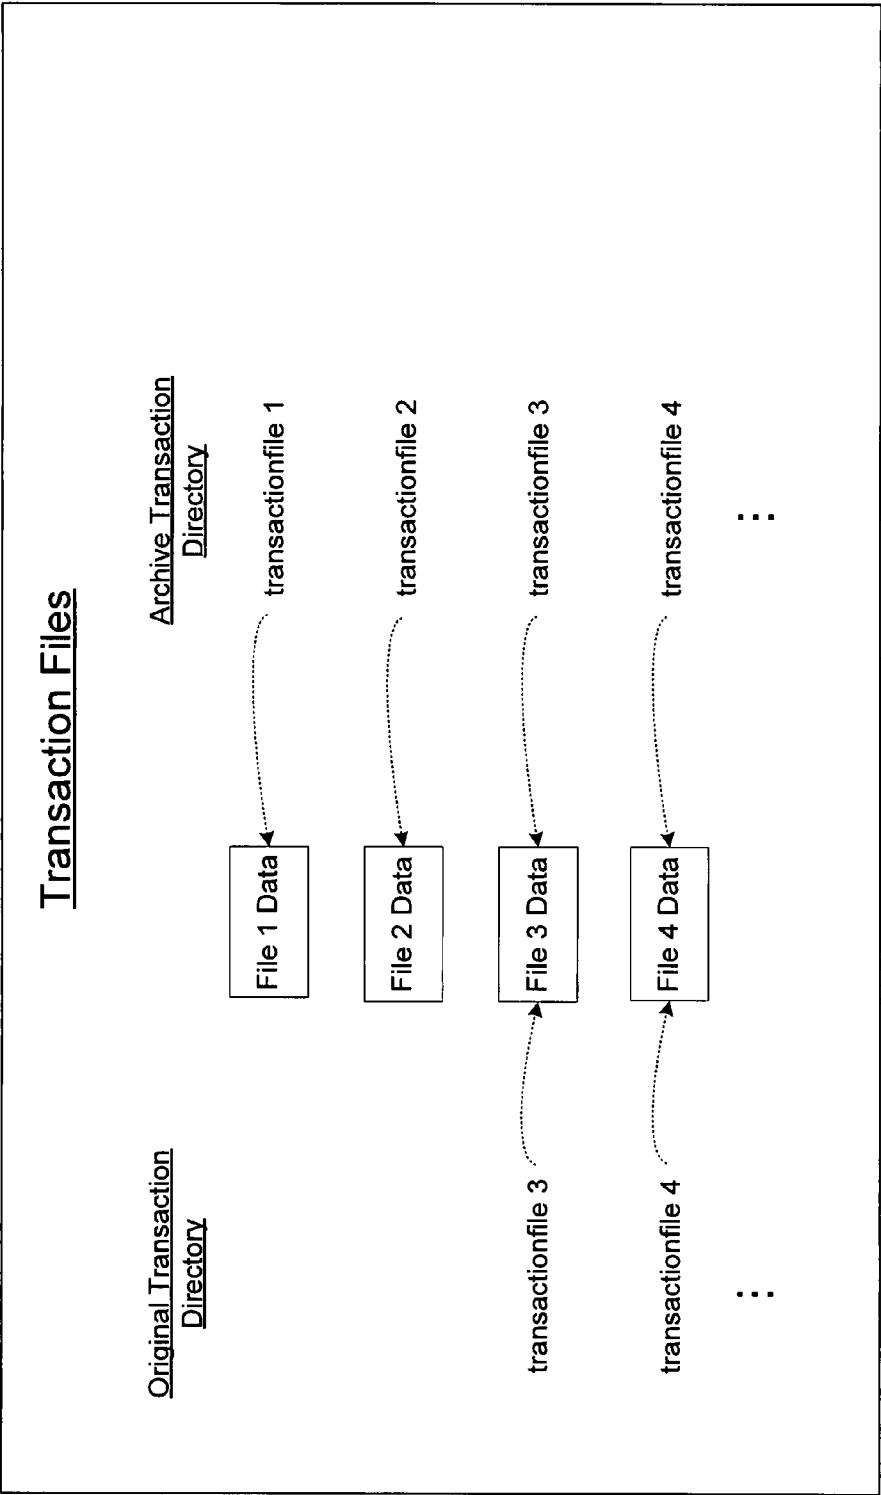 Transaction Files
Original Transaction
Directory
Archive Transaction
Directory
File 1 Data
transactionfile 1
File 2 Data
transactionfile 2
transactionfile 3
File 3 Data
transactionfile 3
transactionfile 4
File 4 Data
transactionfile 4
...
...